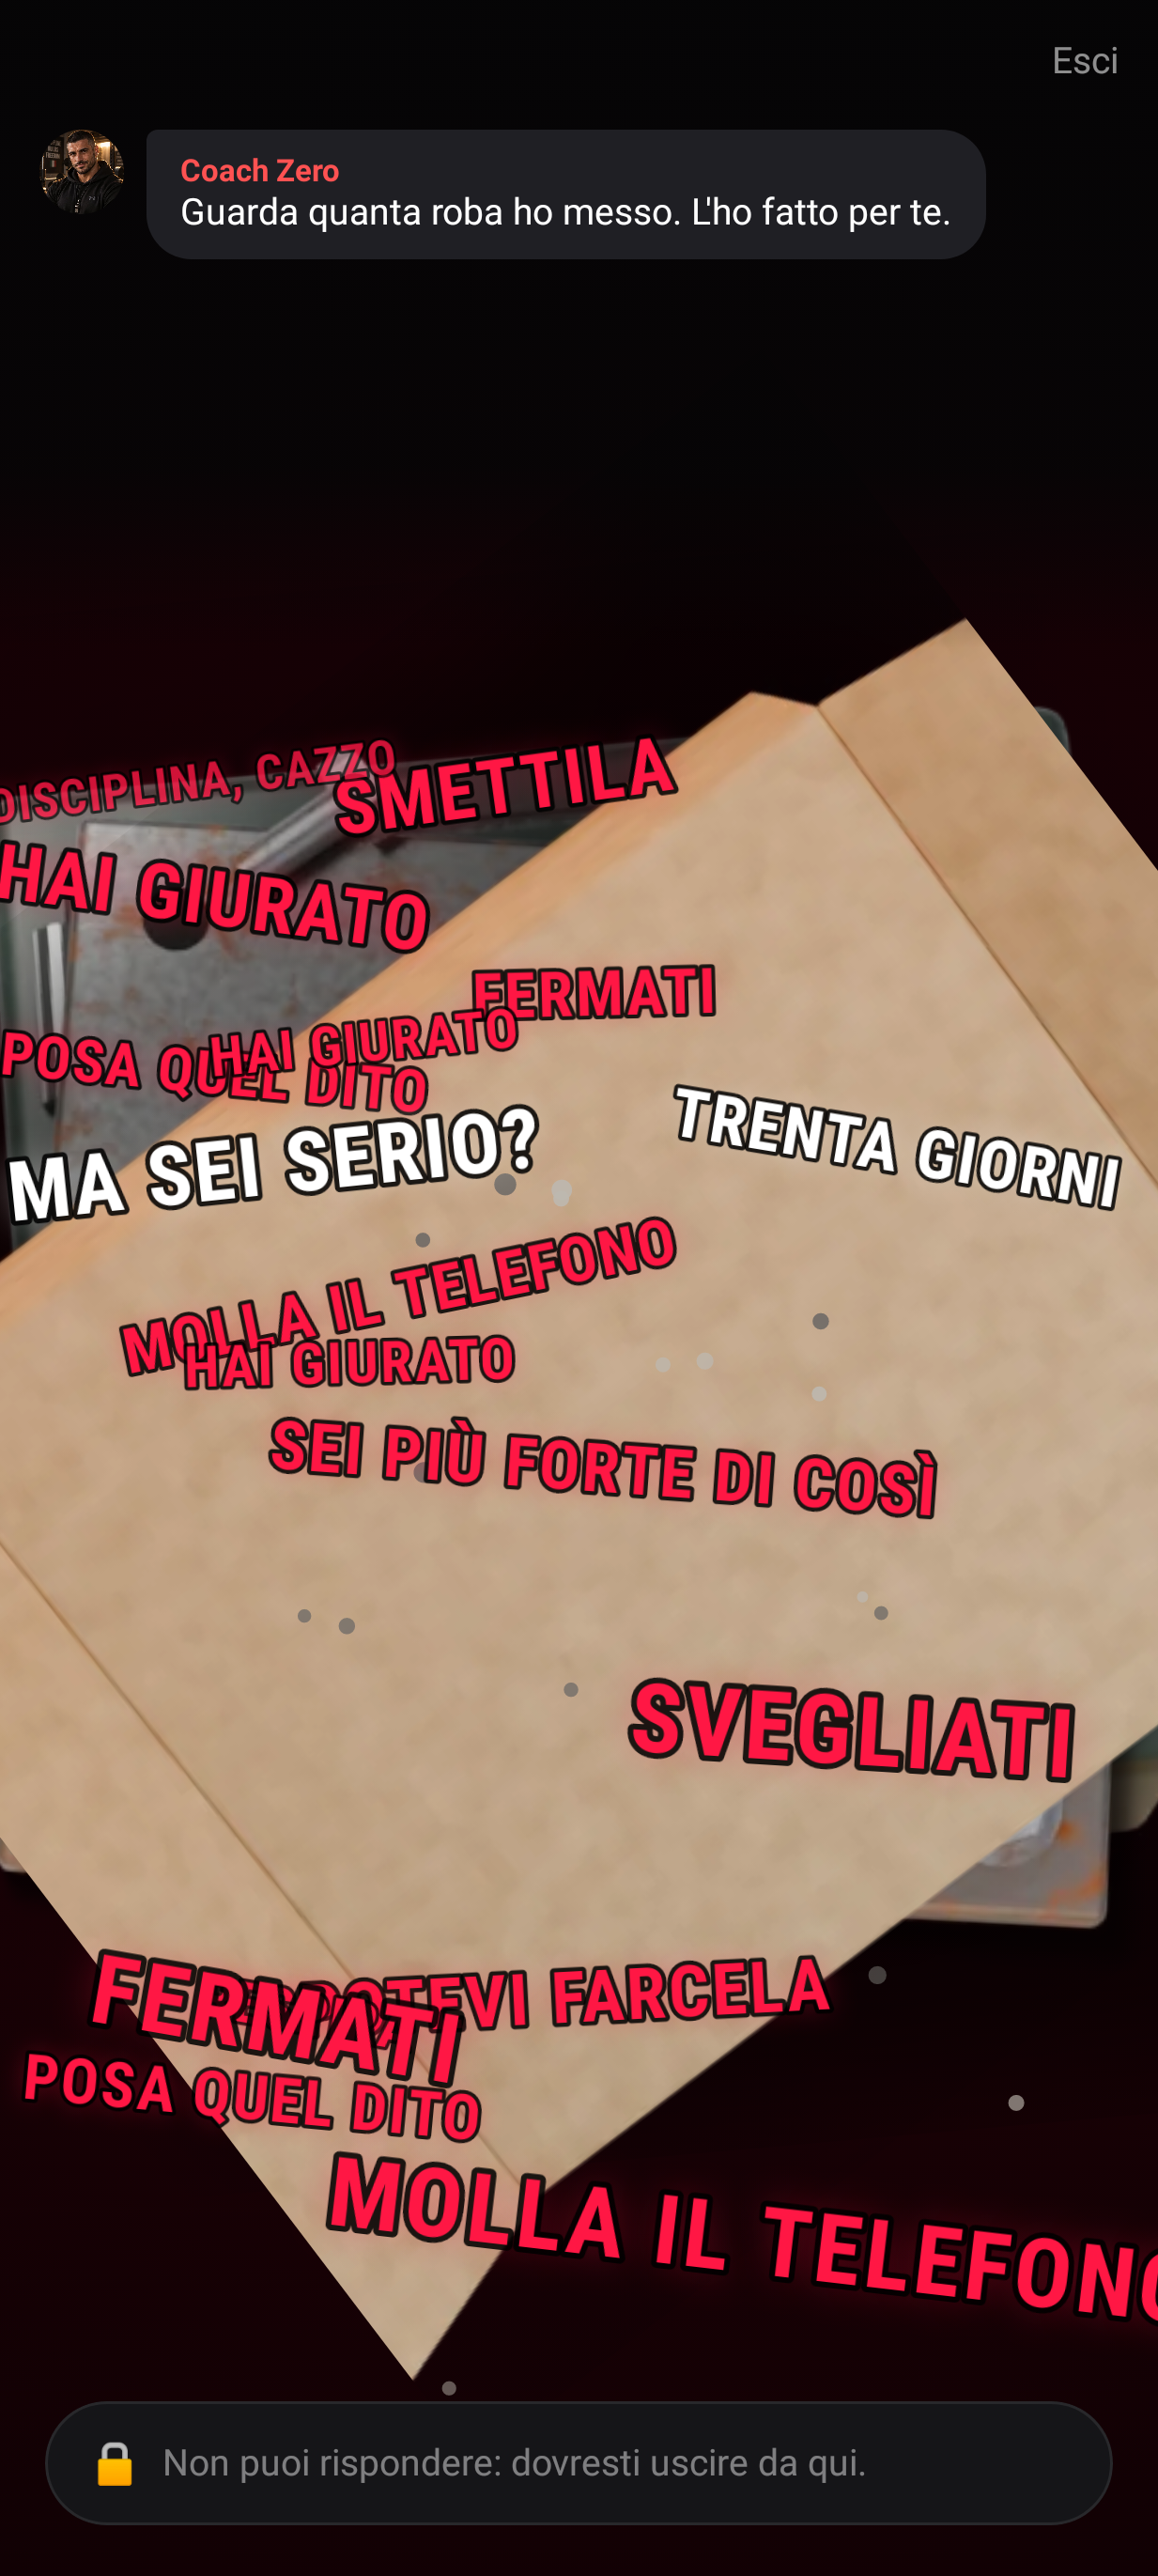 Esci
Coach Zero
Guarda quanta roba ho messo. L'ho fatto per te.
DISCIPLINA, CAZZO
SMETTILA
HAI GIURATO
FERMATI
HAI GIURATO
POSA QUEL DITO
MA SEI SERIO?
TRENTA GIORNI
MOLLA IL TELEFONO
HAI GIURATO
SEI PIÙ FORTE DI COSÌ
SVEGLIATI
POTEVI FARCELA
FERMATI
POSA QUEL DITO
MOLLA IL TELEFONO
Non puoi rispondere: dovresti uscire da qui.